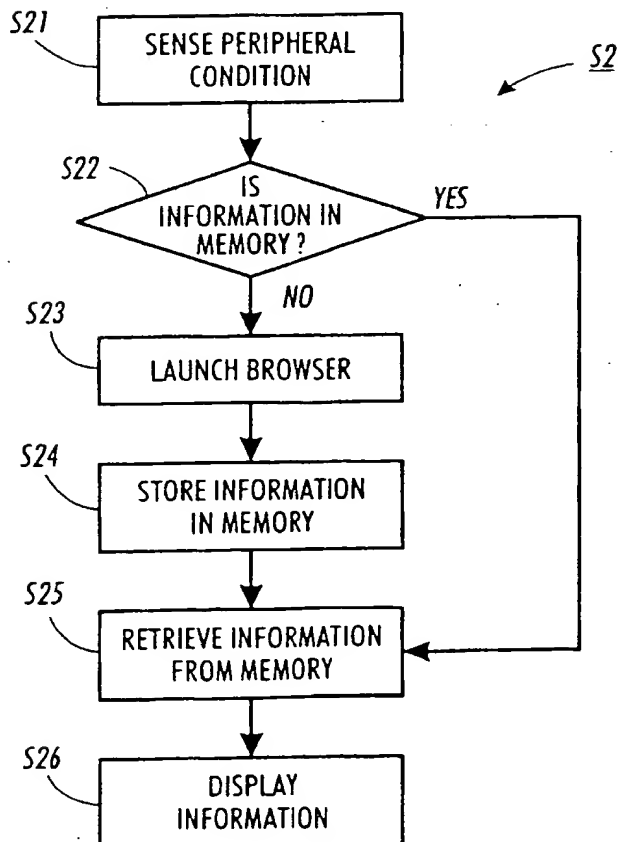 S21
SENSE PERIPHERAL
CONDITION
S2
S22
IS
INFORMATION IN
MEMORY ?
YES
NO
S23
LAUNCH BROWSER
S24
STORE INFORMATION
IN MEMORY
S25
RETRIEVE INFORMATION
FROM MEMORY
S26
DISPLAY
INFORMATION